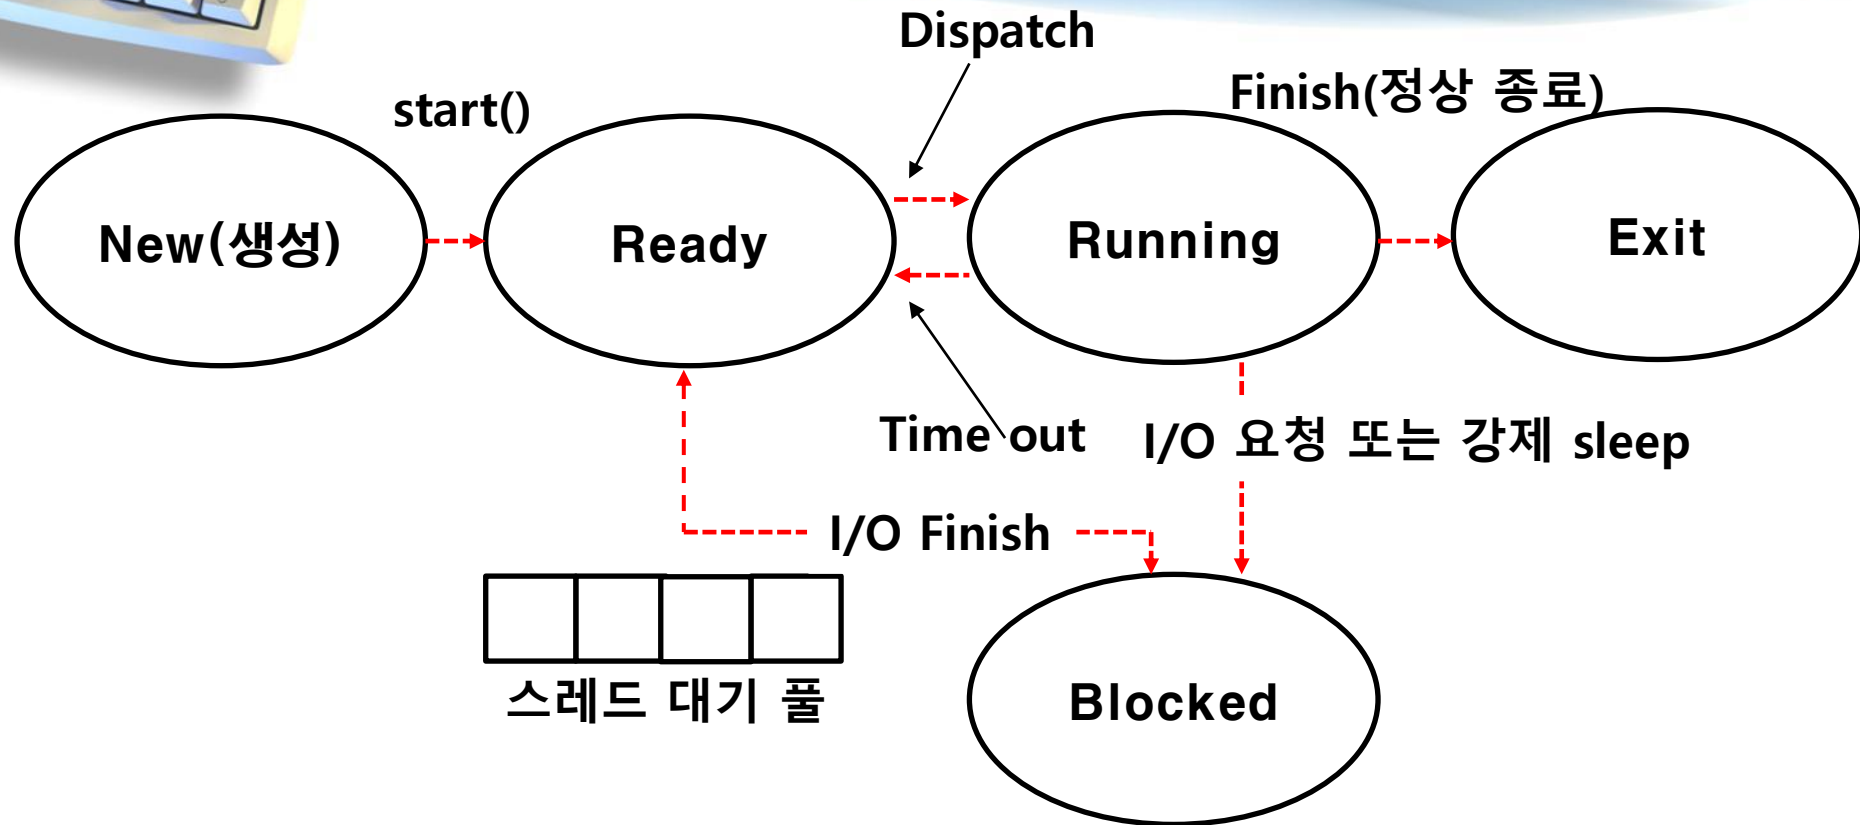 Dispatch
start()
Finish(정상 종료)
New(생성)
Ready
Running
Exit
Time out
I/O 요청 또는 강제 sleep
I/O Finish
스레드 대기 풀
Blocked